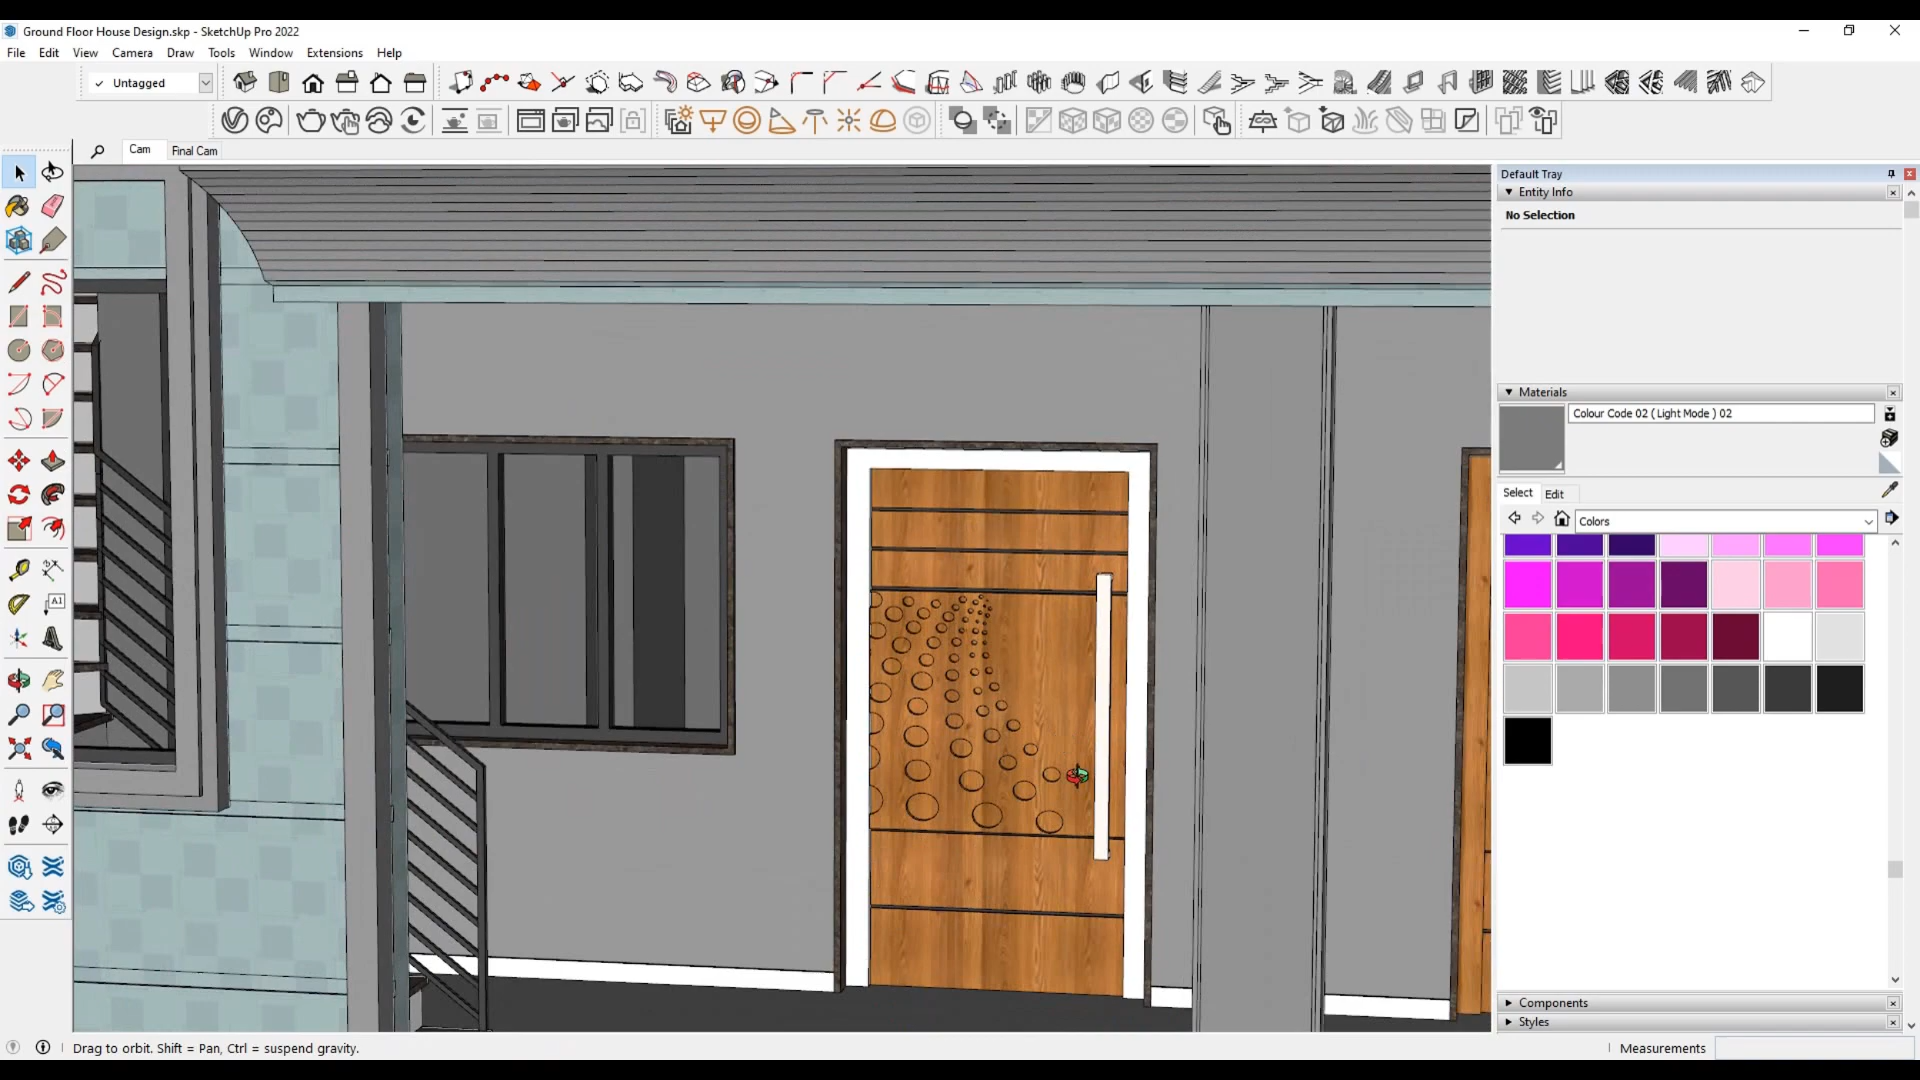 Ground Floor House Design.skp - SketchUp Pro 2022
File Edit View Camera Draw Tools Window Extensions Help
Untagged
Cam Final Cam
Default Tray
Entity Info
No Selection
Materials
Colour Code 02 ( Light Mode ) 02
Select Edit
Colors
A1
Components
Styles
Drag to orbit. Shift = Pan, Ctrl = suspend gravity.
Measurements